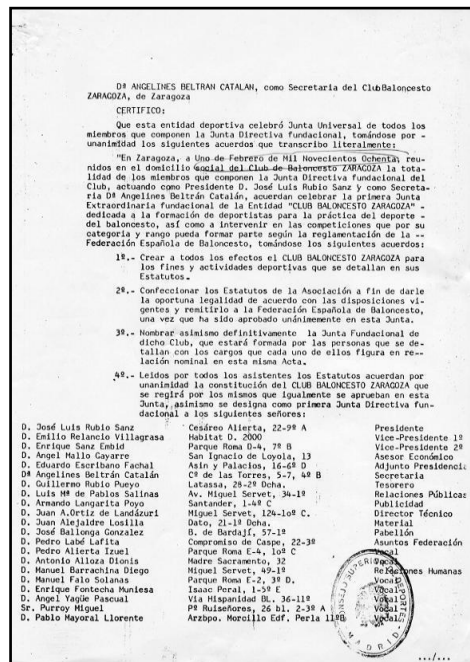 Dª ANGELINES BELTRAN CATALAN, como Secretaria del ClubBaloncesto
ZARAGOZA, de Zaragoza
CERTIFICO:
Que esta entidad deportiva celebró Junta Universal de todos los
miembros que componen la Junta Directiva fundacional, tomándose por -
unanimidad los siguientes acuerdos que transcribo literalmente:
"En Zaragoza, a Uno de Febrero de Mil Novecientos Ochenta, reu-
nidos en el domicilio social del Club de Baloncesto ZARAGOZA la tota-
lidad de los miembros que componen la Junta Directiva fundacional del
Club, actuando como Presidente D. José Luis Rubio Sanz y como Secreta-
ria Dª Angelines Beltrán Catalán, acuerdan celebrar la primera Junta
Extraordinaria fundacional de la Entidad "CLUB BALONCESTO ZARAGOZA" -
dedicada a la formación de deportistas para la práctica del deporte -
del baloncesto, así como a intervenir en las competiciones que por su
categoría y rango pueda formar parte según la reglamentación de la --
Federación Española de Baloncesto, tomándose los siguientes acuerdos:
1º.- Crear a todos los efectos el CLUB BALONCESTO ZARAGOZA para
los fines y actividades deportivas que se detallan en sus
Estatutos.
2º.- Confeccionar los Estatutos de la Asociación a fin de darle
la oportuna legalidad de acuerdo con las disposiciones vi-
gentes y remitirlo a la Federación Española de Baloncesto,
una vez que ha sido aprobado unánimemente en esta Junta.
3º.- Nombrar asimismo definitivamente la Junta Fundacional de
dicho Club, que estará formada por las personas que se de-
tallan con los cargos que cada uno de ellos figura en re-
lación nominal en esta misma Acta.
4º.- Leidos por todos los asistentes los Estatutos acuerdan por
unanimidad la constitución del CLUB BALONCESTO ZARAGOZA que
se regirá por los mismos que igualmente se aprueban en esta
Junta, asimismo se designa como primera Junta Directiva fun-
dacional a los siguientes señores:
D. José Luis Rubio Sanz Cesáreo Alierta, 22-9º A Presidente
D. Emilio Relancio Villagrasa Habitat D. 2000 Vice-Presidente 1º
D. Enrique Sanz Embid Parque Roma D-4, 7º B Vice-Presidente 2º
D. Angel Mallo Gayarre San Ignacio de Loyola, 13 Asesor Económico
D. Eduardo Escribano Fachal Asin y Palacios, 16-6º D Adjunto Presidencia
Dª Angelines Beltrán Catalán Cº de las Torres, 5-7, 4º B Secretaria
D. Guillermo Rubio Pueyo Latassa, 28-2º Dcha. Tesorero
D. Luis Mª de Pablos Salinas Av. Miguel Servet, 34-1º Relaciones Públicas
D. Armando Langarita Poyo Santander, 1-4º C Publicidad
D. Juan A.Ortiz de Landázuri Miguel Servet, 124-1oº C. Director Técnico
D. Juan Alejaldre Losilla Dato, 21-1º Dcha. Material
D. José Ballonga Gonzalez B. de Bardají, 57-1º Pabellón
D. Pedro Labé Lafita Compromiso de Caspe, 22-3º Asuntos Federación
D. Pedro Alierta Izuel Parque Roma E-4, 1oº C Vocal
D. Antonio Alloza Dionis Madre Sacramento, 32 Vocal
D. Manuel Barrachina Diego Miguel Servet, 49-1º Relaciones Humanas
D. Manuel Falo Solanas Parque Roma E-2, 3º D. Vocal
D. Enrique Fontecha Muniesa Isaac Peral, 1-5º E Vocal
D. Angel Yagüe Pascual Via Hispanidad BL. 36-11º Vocal
Sr. Purroy Miguel Pº Ruiseñores, 26 bl. 2-3º A Vocal
D. Pablo Mayoral Llorente Arzbpo. Morcillo Edf. Perla 11ºB Vocal
CONSEJO SUPERIOR DE DEPORTES
MADRID
.../...